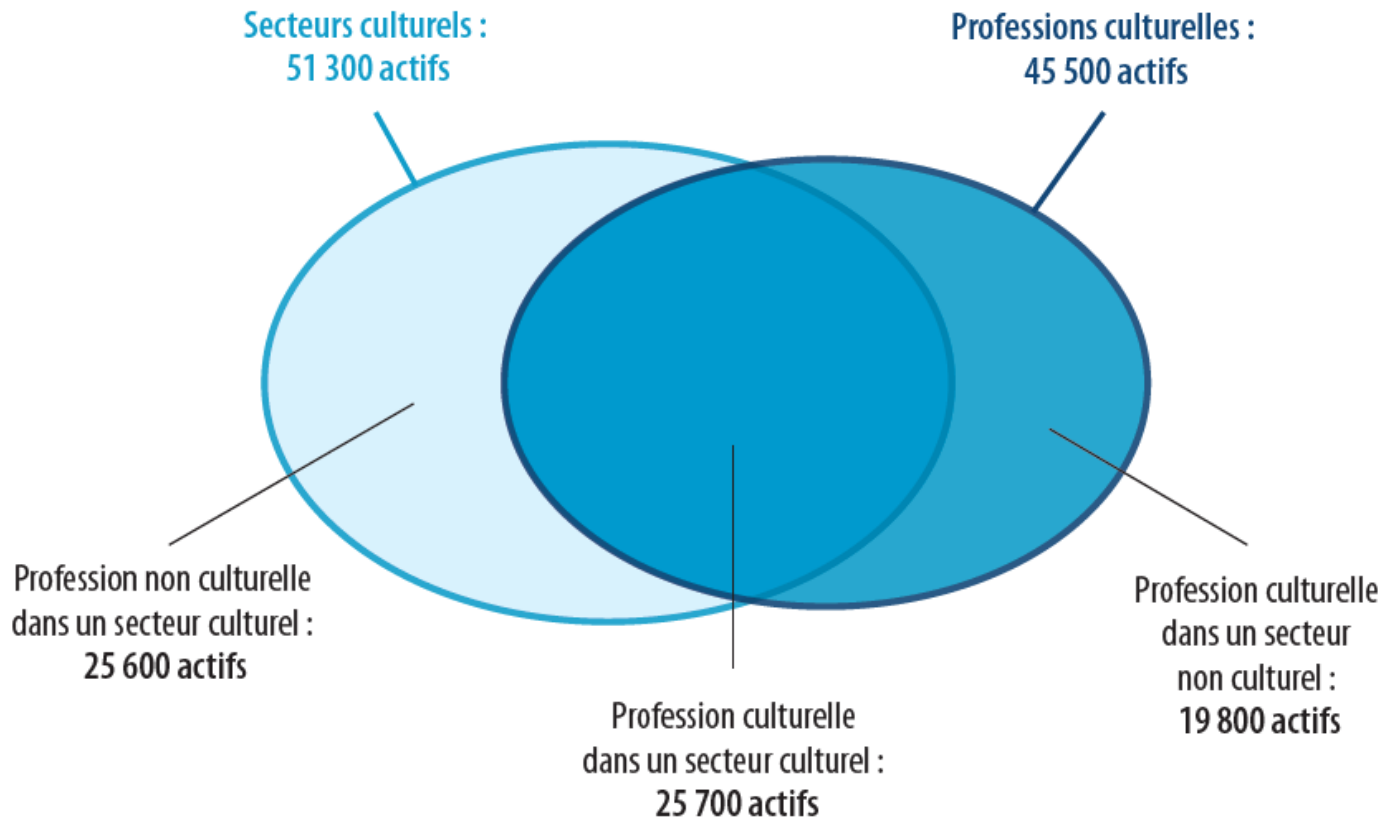 Secteurs culturels :
51 300 actifs
Professions culturelles :
45 500 actifs
Profession non culturelle
dans un secteur culturel :
25 600 actifs
Profession culturelle
dans un secteur culturel :
25 700 actifs
Profession culturelle
dans un secteur
non culturel :
19 800 actifs